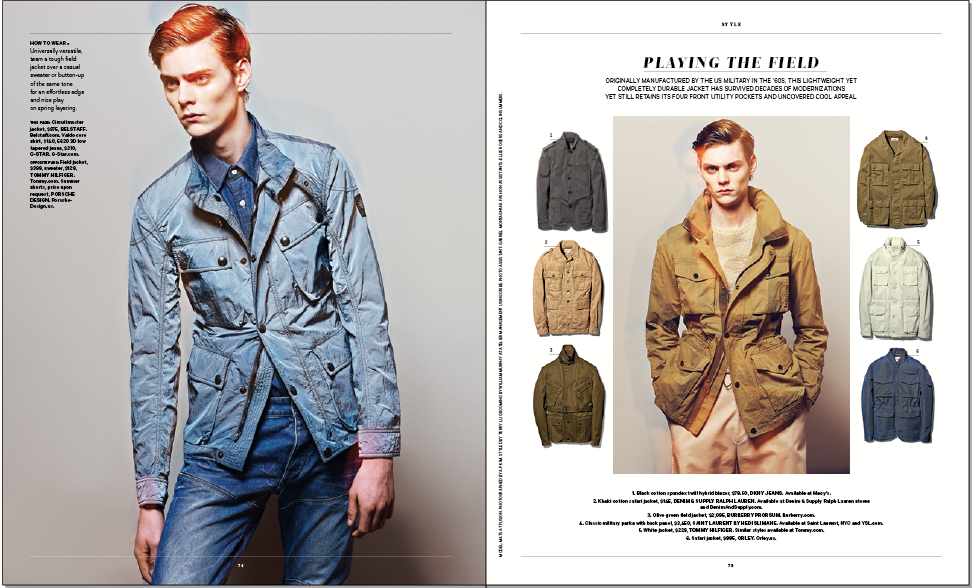 HOW TO WEAR »
Universally versatile,
team a tough field
jacket over a casual
sweater or button-up
of the same tone
for an effortless edge
and nice play
on spring layering.
THIS PAGE: Circuitmaster
jacket, $875, BELSTAFF.
Belstaff.com. Valdo core
shirt, $150, 5620 3D low
tapered jeans, $210,
G-STAR. G-Star.com.
OPPOSITE PAGE: Field jacket,
$399, sweater, $129,
TOMMY HILFIGER.
Tommy.com. Summer
shorts, price upon
request, PORSCHE
DESIGN. Porsche-
Design.us.
74
STYLE
PLAYING THE FIELD
ORIGINALLY MANUFACTURED BY THE US MILITARY IN THE '60S, THIS LIGHTWEIGHT YET
COMPLETELY DURABLE JACKET HAS SURVIVED DECADES OF MODERNIZATIONS
YET STILL RETAINS ITS FOUR FRONT UTILITY POCKETS AND UNCOVERED COOL APPEAL
1
2
3
5
6
1. Black cotton spandex twill hybrid blazer, $79.50, DKNY JEANS. Available at Macy's.
2. Khaki cotton safari jacket, $165, DENIM & SUPPLY RALPH LAUREN. Available at Denim & Supply Ralph Lauren stores
and DenimAndSupply.com.
3. Olive green field jacket, $2,095, BURBERRY PRORSUM. Burberry.com.
4. Classic military parka with back panel, $2,650, SAINT LAURENT BY HEDI SLIMANE. Available at Saint Laurent, NYC and YSL.com.
5. White jacket, $229, TOMMY HILFIGER. Similar styles available at Tommy.com.
6. Safari jacket, $995, ORLEY. Orley.us.